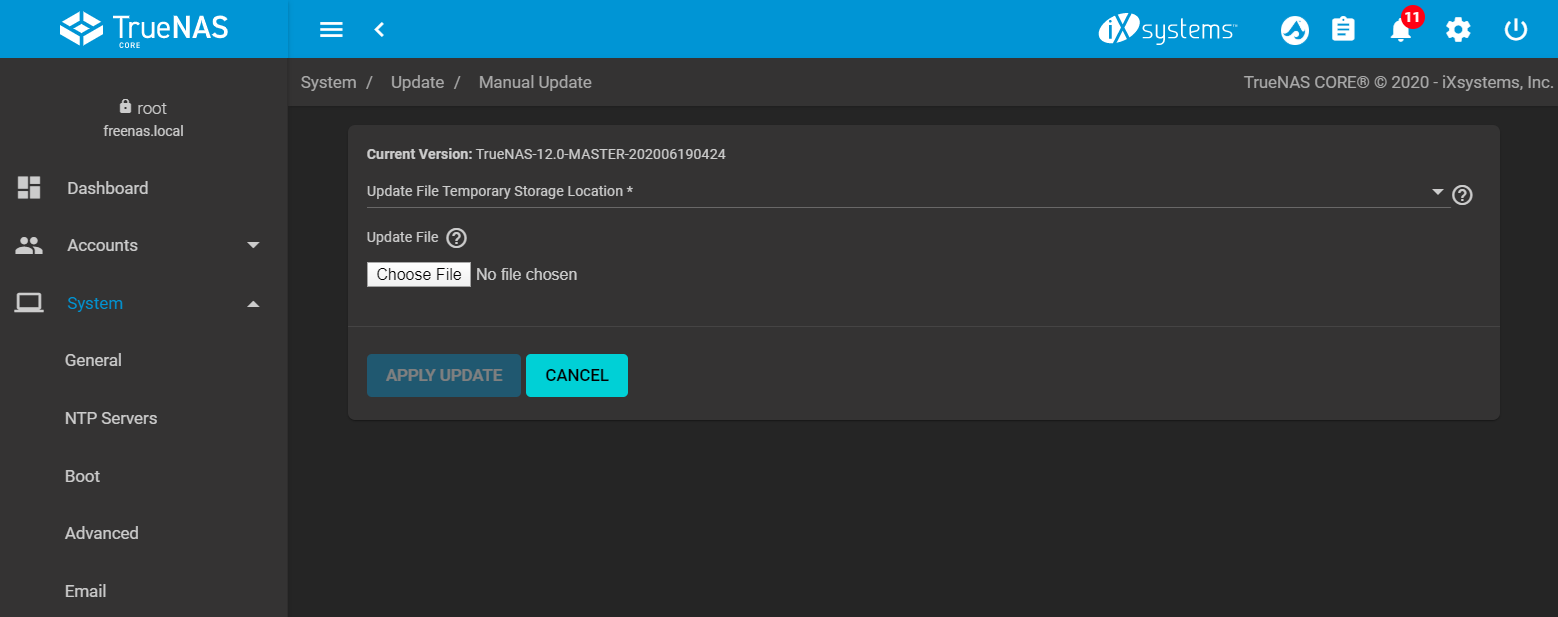 TrueNAS
CORE
iXsystems™
11
System / Update / Manual Update
TrueNAS CORE® © 2020 - iXsystems, Inc.
root
freenas.local
Dashboard
Accounts
System
General
NTP Servers
Boot
Advanced
Email
Current Version: TrueNAS-12.0-MASTER-202006190424
Update File Temporary Storage Location *
?
Update File ?
Choose File No file chosen
APPLY UPDATE CANCEL